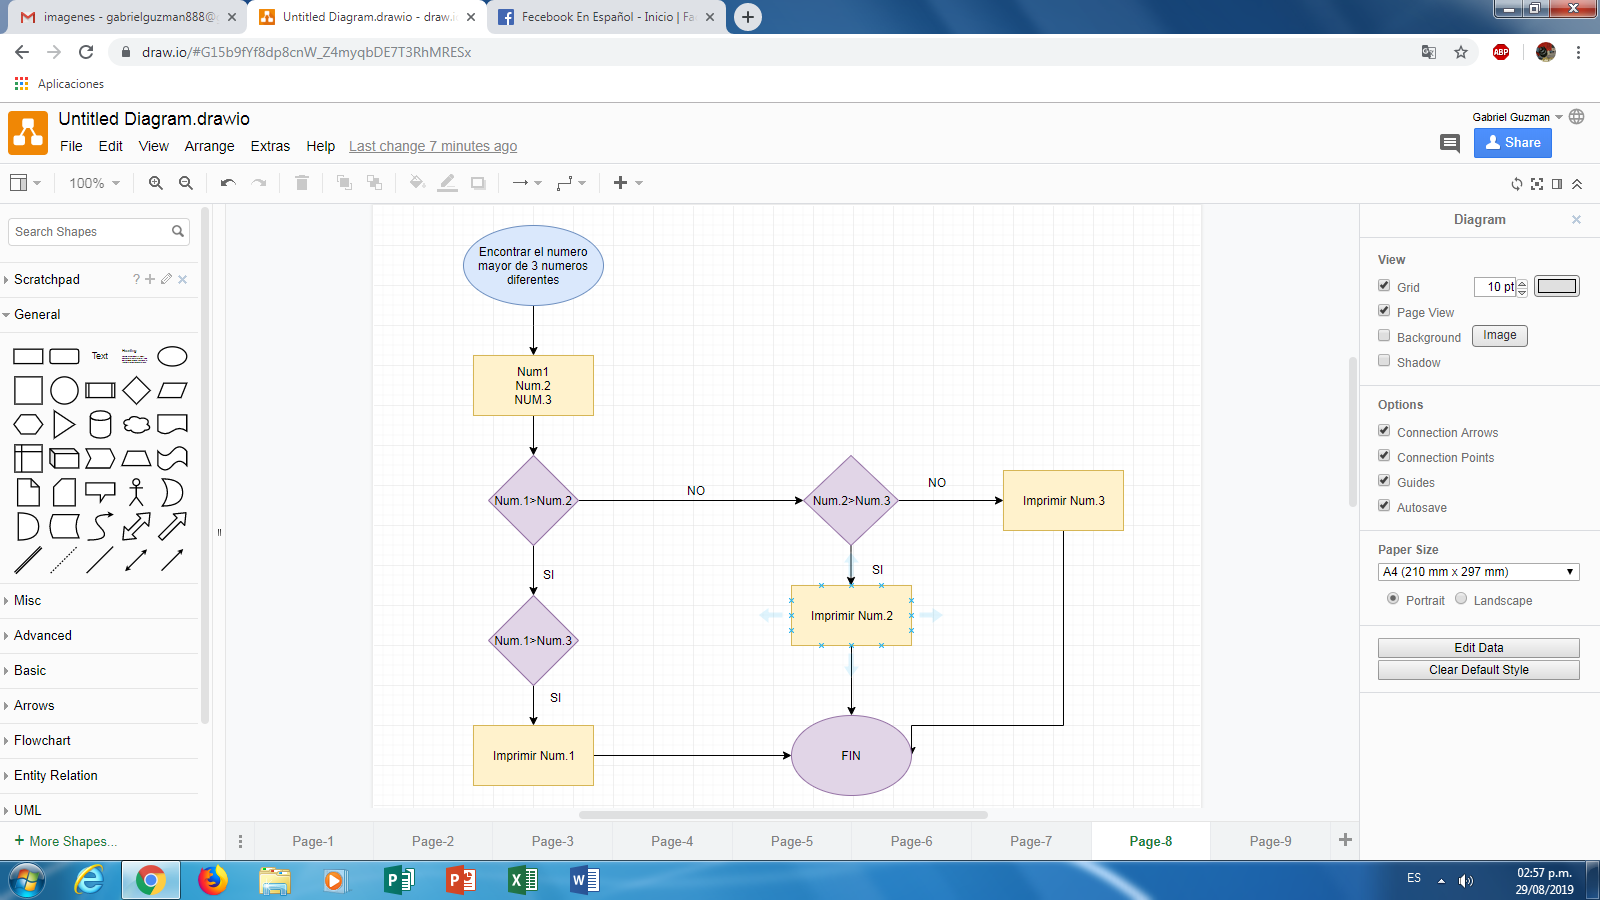 imagenes - gabrielguzman888@
Untitled Diagram.drawio - draw.i
Fecebook En Español - Inicio | Fa
draw.io/#G15b9fYf8dp8cnW_Z4myqbDE7T3RhMRESx
ABP
Aplicaciones
Untitled Diagram.drawio
Gabriel Guzman
File Edit View Arrange Extras Help Last change 7 minutes ago
Share
100%
Search Shapes
Scratchpad
?
General
Text
Heading
Misc
Advanced
Basic
Arrows
Flowchart
Entity Relation
UML
+ More Shapes...
Encontrar el numero
mayor de 3 numeros
diferentes
Num1
Num.2
NUM.3
Num.1>Num.2
NO
Num.2>Num.3
NO
Imprimir Num.3
SI
SI
Num.1>Num.3
Imprimir Num.2
SI
Imprimir Num.1
FIN
Diagram
View
Grid
10 pt
Page View
Background
Image
Shadow
Options
Connection Arrows
Connection Points
Guides
Autosave
Paper Size
A4 (210 mm x 297 mm)
Portrait
Landscape
Edit Data
Clear Default Style
Page-1 Page-2 Page-3 Page-4 Page-5 Page-6 Page-7 Page-8 Page-9
ES
02:57 p.m.
29/08/2019